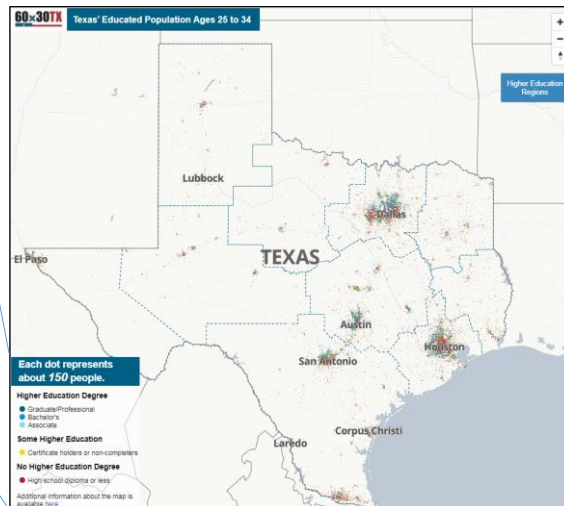 60x30TX
Texas' Educated Population Ages 25 to 34
+
−
Higher Education
Regions
Lubbock
Dallas
El Paso
TEXAS
Austin
Houston
San Antonio
Corpus Christi
Laredo
Each dot represents
about 150 people.
Higher Education Degree
Graduate/Professional
Bachelor's
Associate
Some Higher Education
Certificate holders or non-completers
No Higher Education Degree
High school diploma or less
Additional information about the map is
available here.